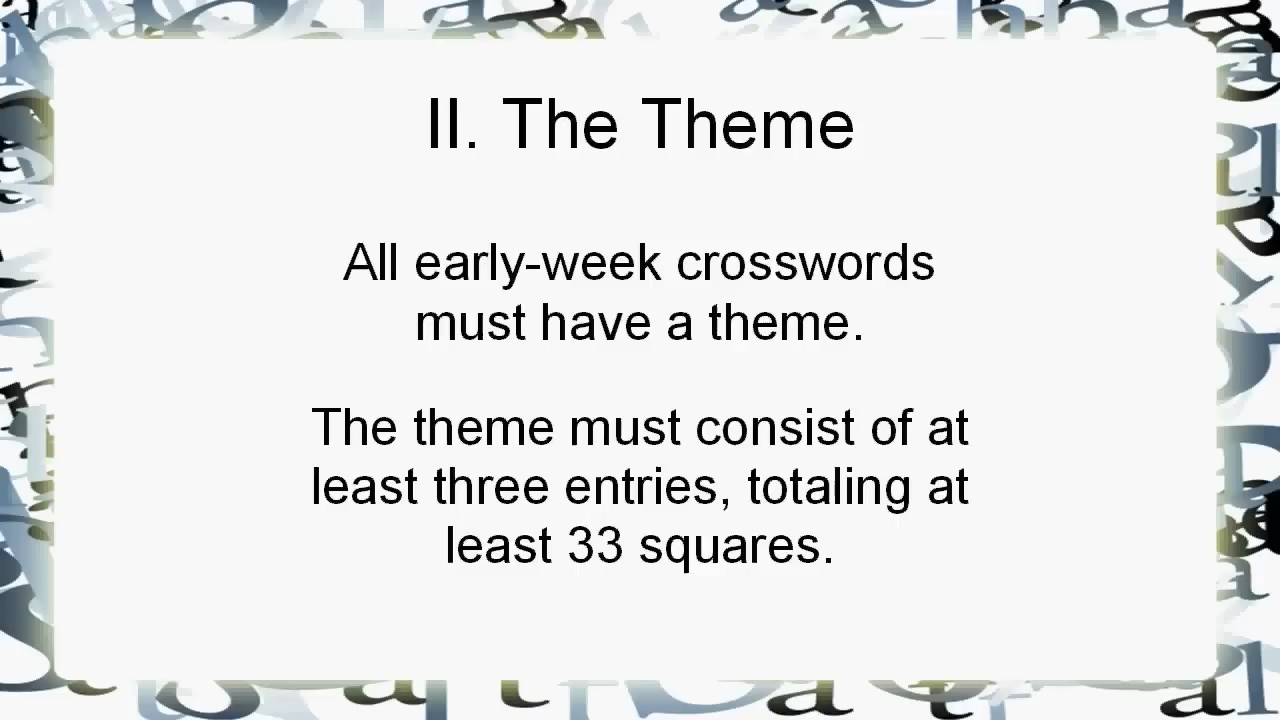 II. The Theme
All early-week crosswords
must have a theme.
The theme must consist of at
least three entries, totaling at
least 33 squares.